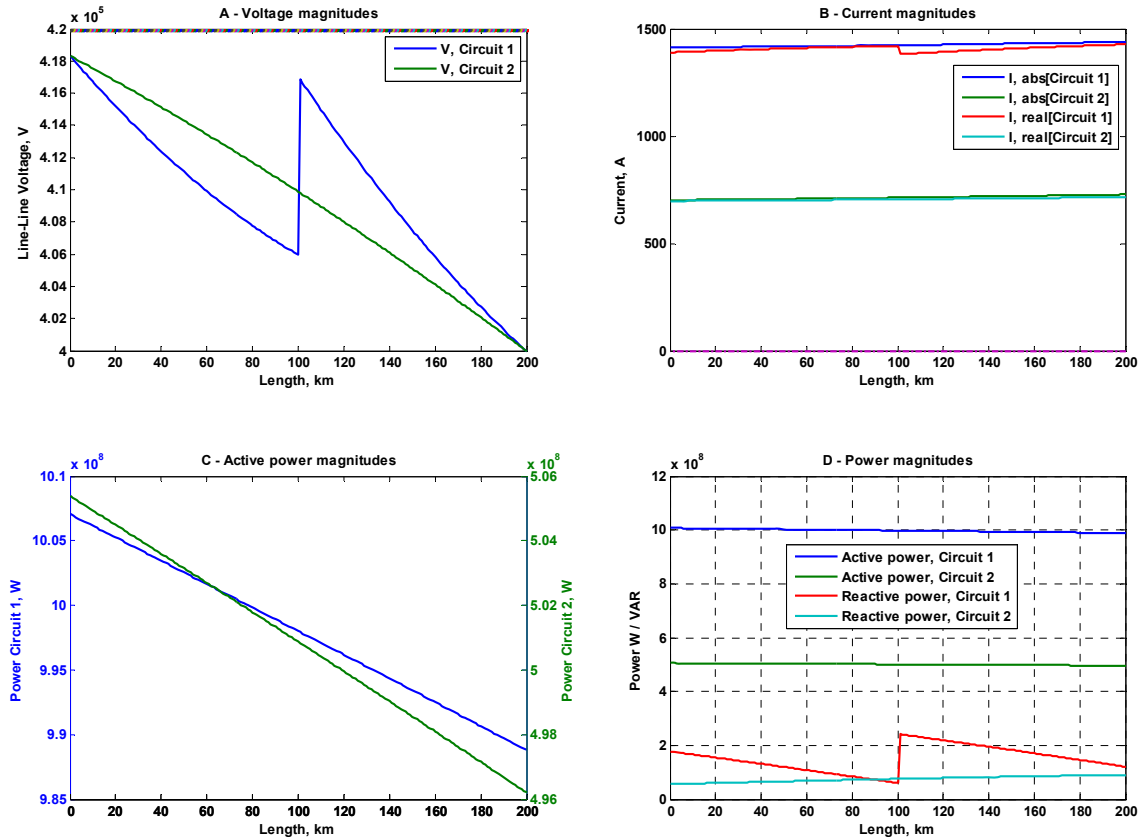 A - Voltage magnitudes
x 10^5
4.2
4.18
4.16
4.14
4.12
4.1
4.08
4.06
4.04
4.02
4
Line-Line Voltage, V
0 20 40 60 80 100 120 140 160 180 200
Length, km
V, Circuit 1
V, Circuit 2
B - Current magnitudes
1500
1000
500
0
Current, A
0 20 40 60 80 100 120 140 160 180 200
Length, km
I, abs[Circuit 1]
I, abs[Circuit 2]
I, real[Circuit 1]
I, real[Circuit 2]
C - Active power magnitudes
x 10^8
10.1
10.05
10
9.95
9.9
9.85
Power Circuit 1, W
x 10^8
5.06
5.04
5.02
5
4.98
4.96
Power Circuit 2, W
0 20 40 60 80 100 120 140 160 180 200
Length, km
D - Power magnitudes
x 10^8
12
10
8
6
4
2
0
Power W / VAR
0 20 40 60 80 100 120 140 160 180 200
Length, km
Active power, Circuit 1
Active power, Circuit 2
Reactive power, Circuit 1
Reactive power, Circuit 2